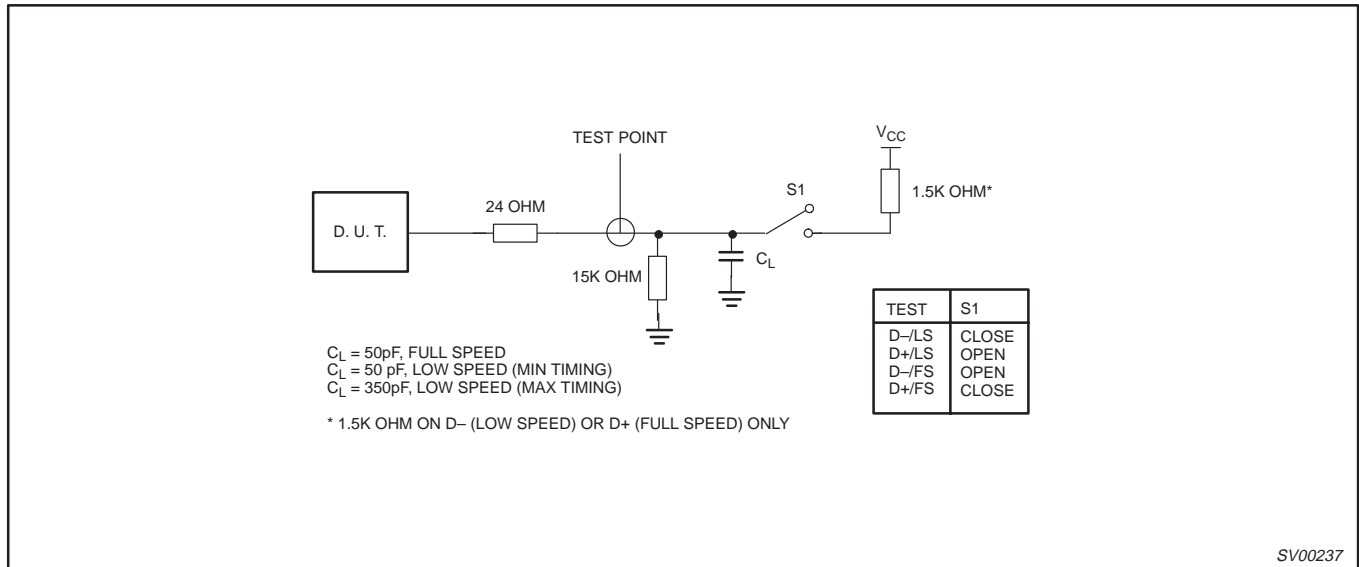 TEST POINT
VCC
S1
1.5K OHM*
24 OHM
D. U. T.
CL
15K OHM
TEST S1
D–/LS CLOSE
D+/LS OPEN
D–/FS OPEN
D+/FS CLOSE
CL = 50pF, FULL SPEED
CL = 50 pF, LOW SPEED (MIN TIMING)
CL = 350pF, LOW SPEED (MAX TIMING)
* 1.5K OHM ON D– (LOW SPEED) OR D+ (FULL SPEED) ONLY
SV00237